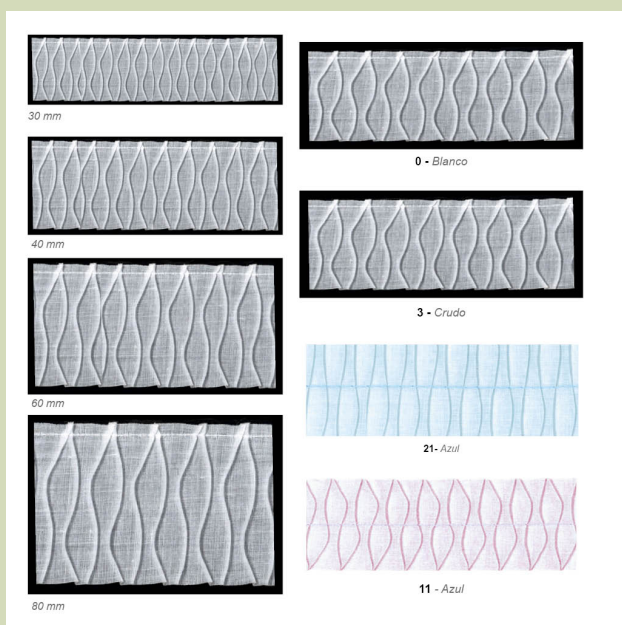 30 mm
40 mm
60 mm
80 mm
0 - Blanco
3 - Crudo
21- Azul
11 - Azul